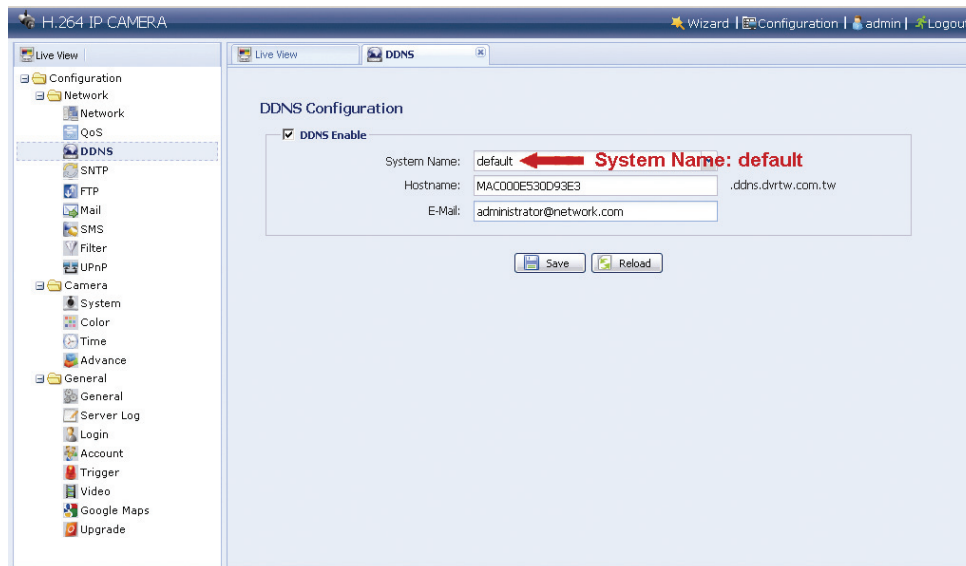 H.264 IP CAMERA
Wizard | Configuration | admin | Logout
Live View
Live View
DDNS
Configuration
Network
Network
QoS
DDNS
SNTP
FTP
Mail
SMS
Filter
UPnP
Camera
System
Color
Time
Advance
General
General
Server Log
Login
Account
Trigger
Video
Google Maps
Upgrade
DDNS Configuration
DDNS Enable
System Name: default System Name: default
Hostname: MAC000E530D93E3 .ddns.dvrtw.com.tw
E-Mail: administrator@network.com
Save Reload